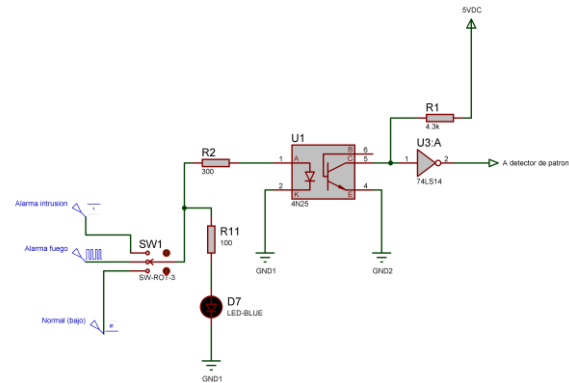 5VDC
R1
4.3k
U1
U3:A
R2
B 6
1 A C 5 1 2 A detector de patron
300
74LS14
2 K E 4
4N25
Alarma intrusion
R11
100
Alarma fuego
SW1
GND1 GND2
SW-ROT-3
D7
LED-BLUE
Normal (bajo)
GND1